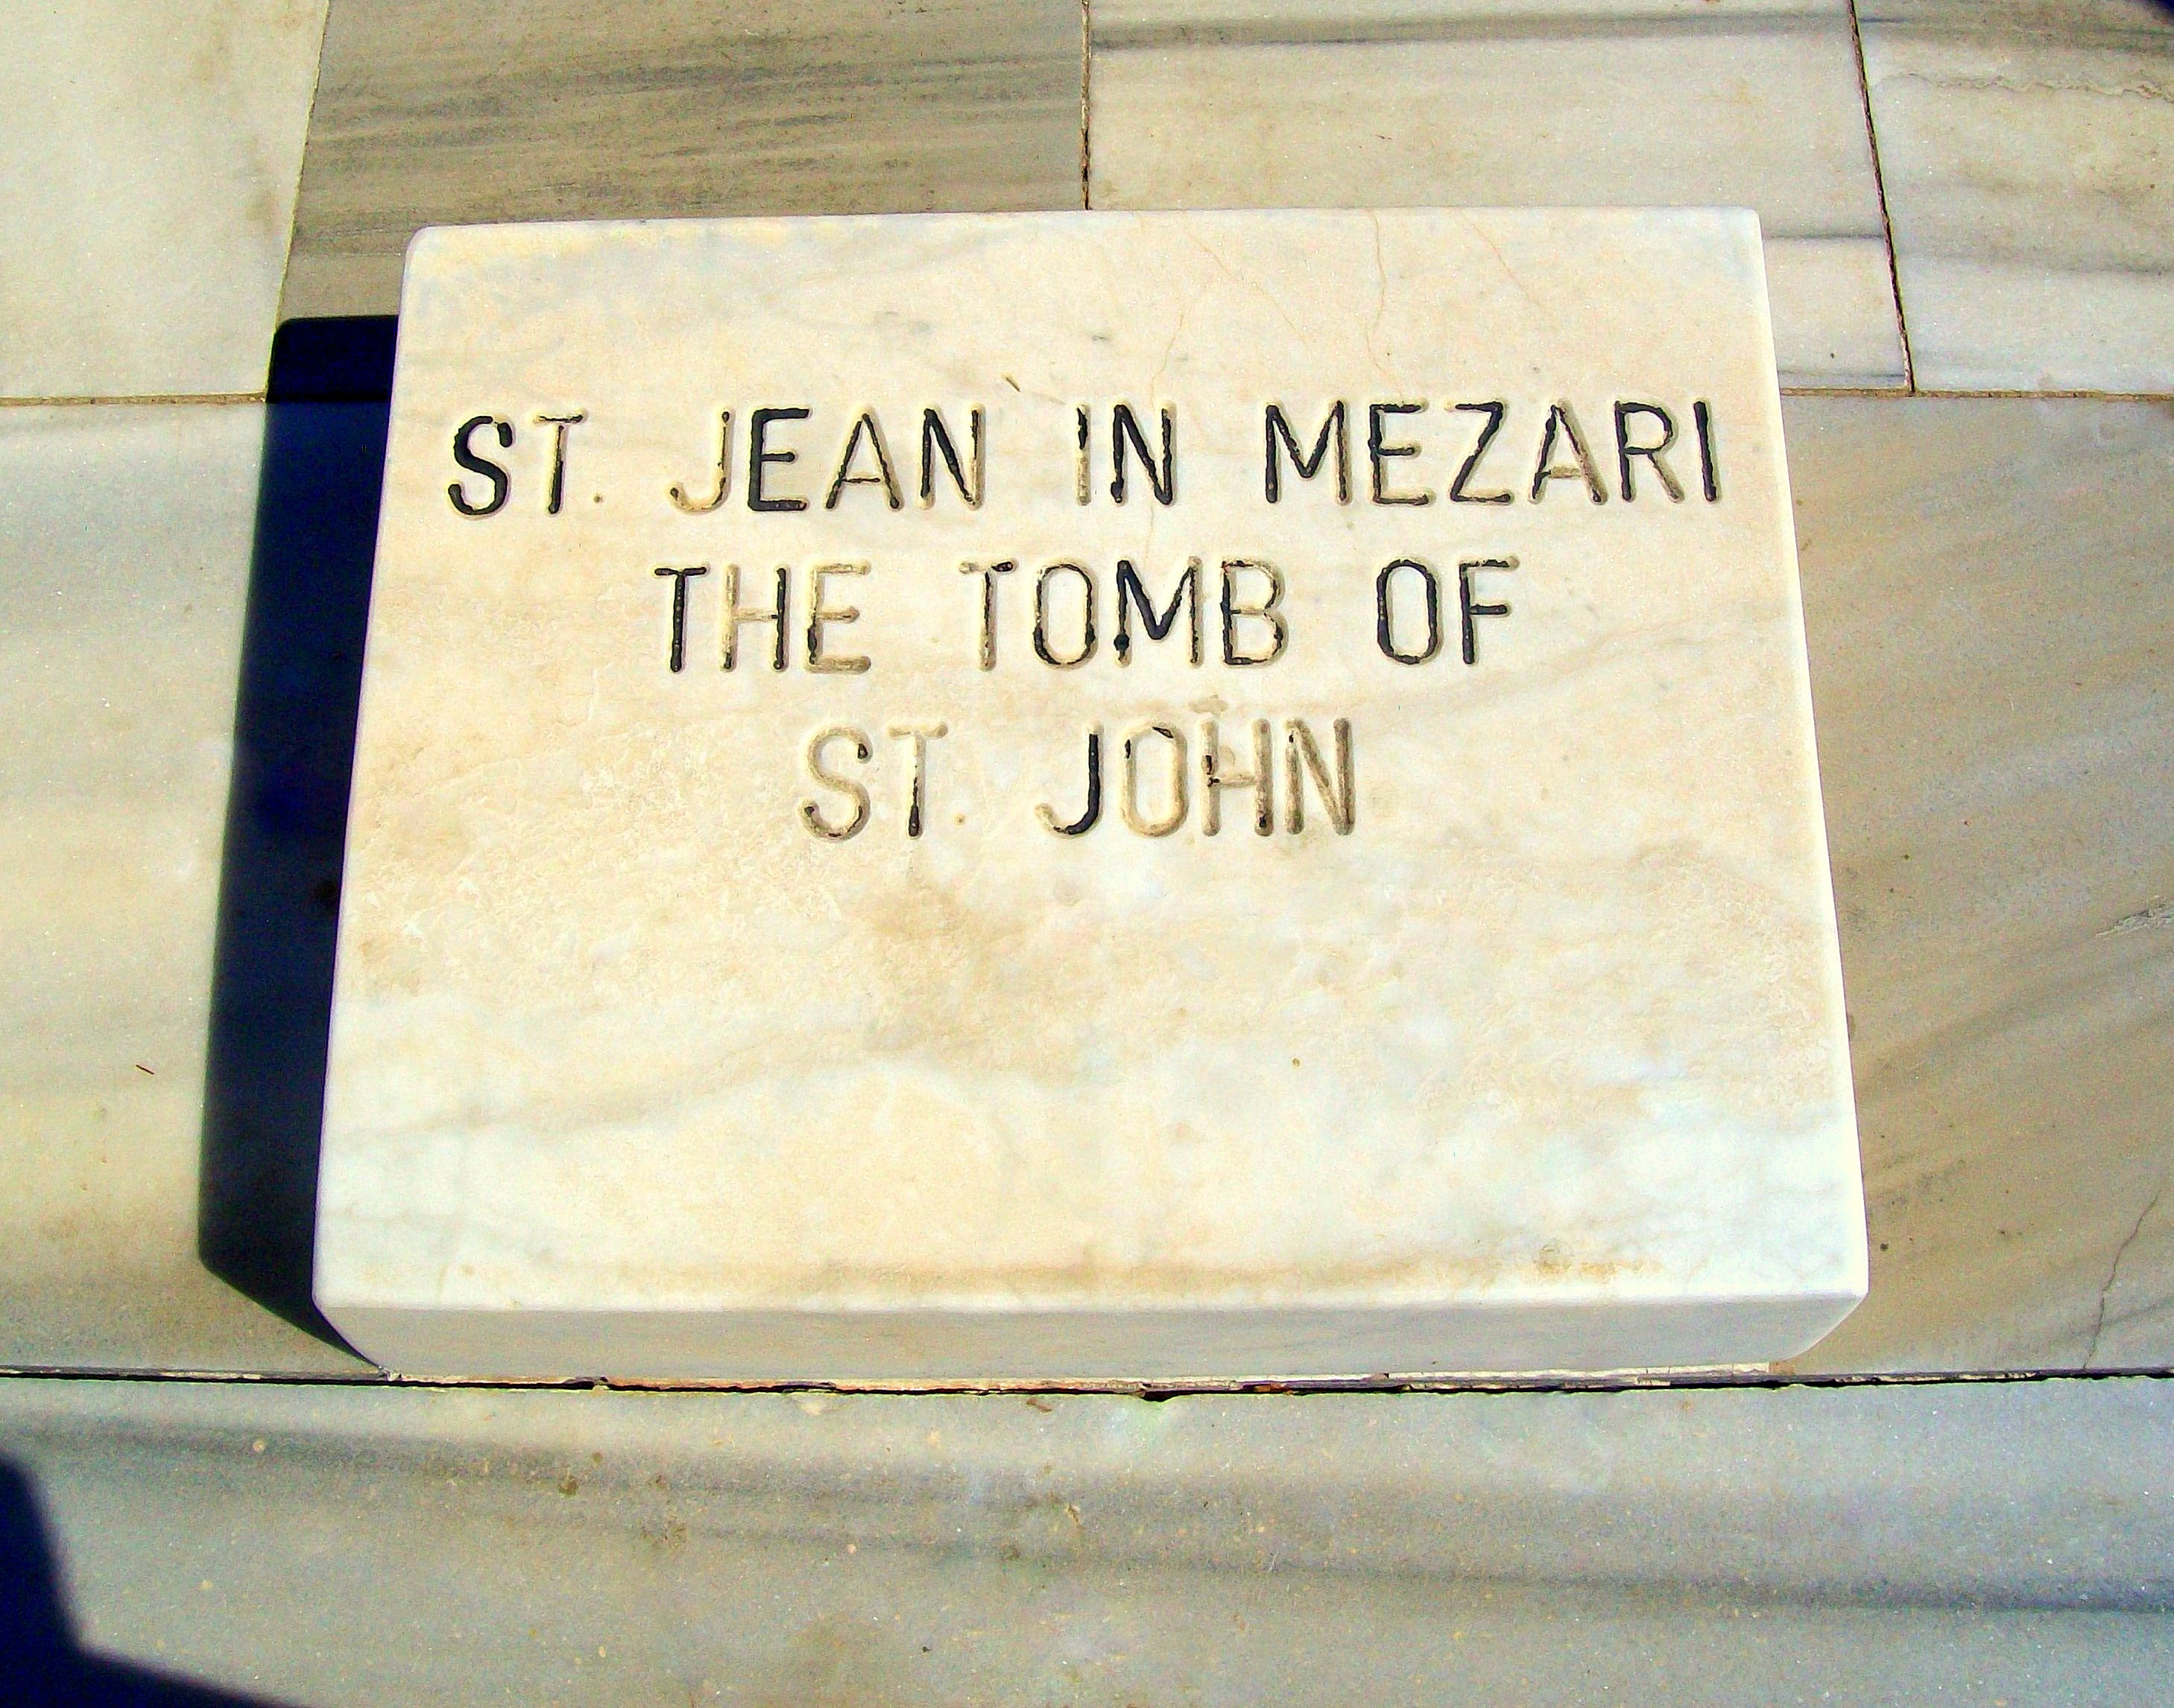 ST. JEAN IN MEZARI
THE TOMB OF
ST. JOHN